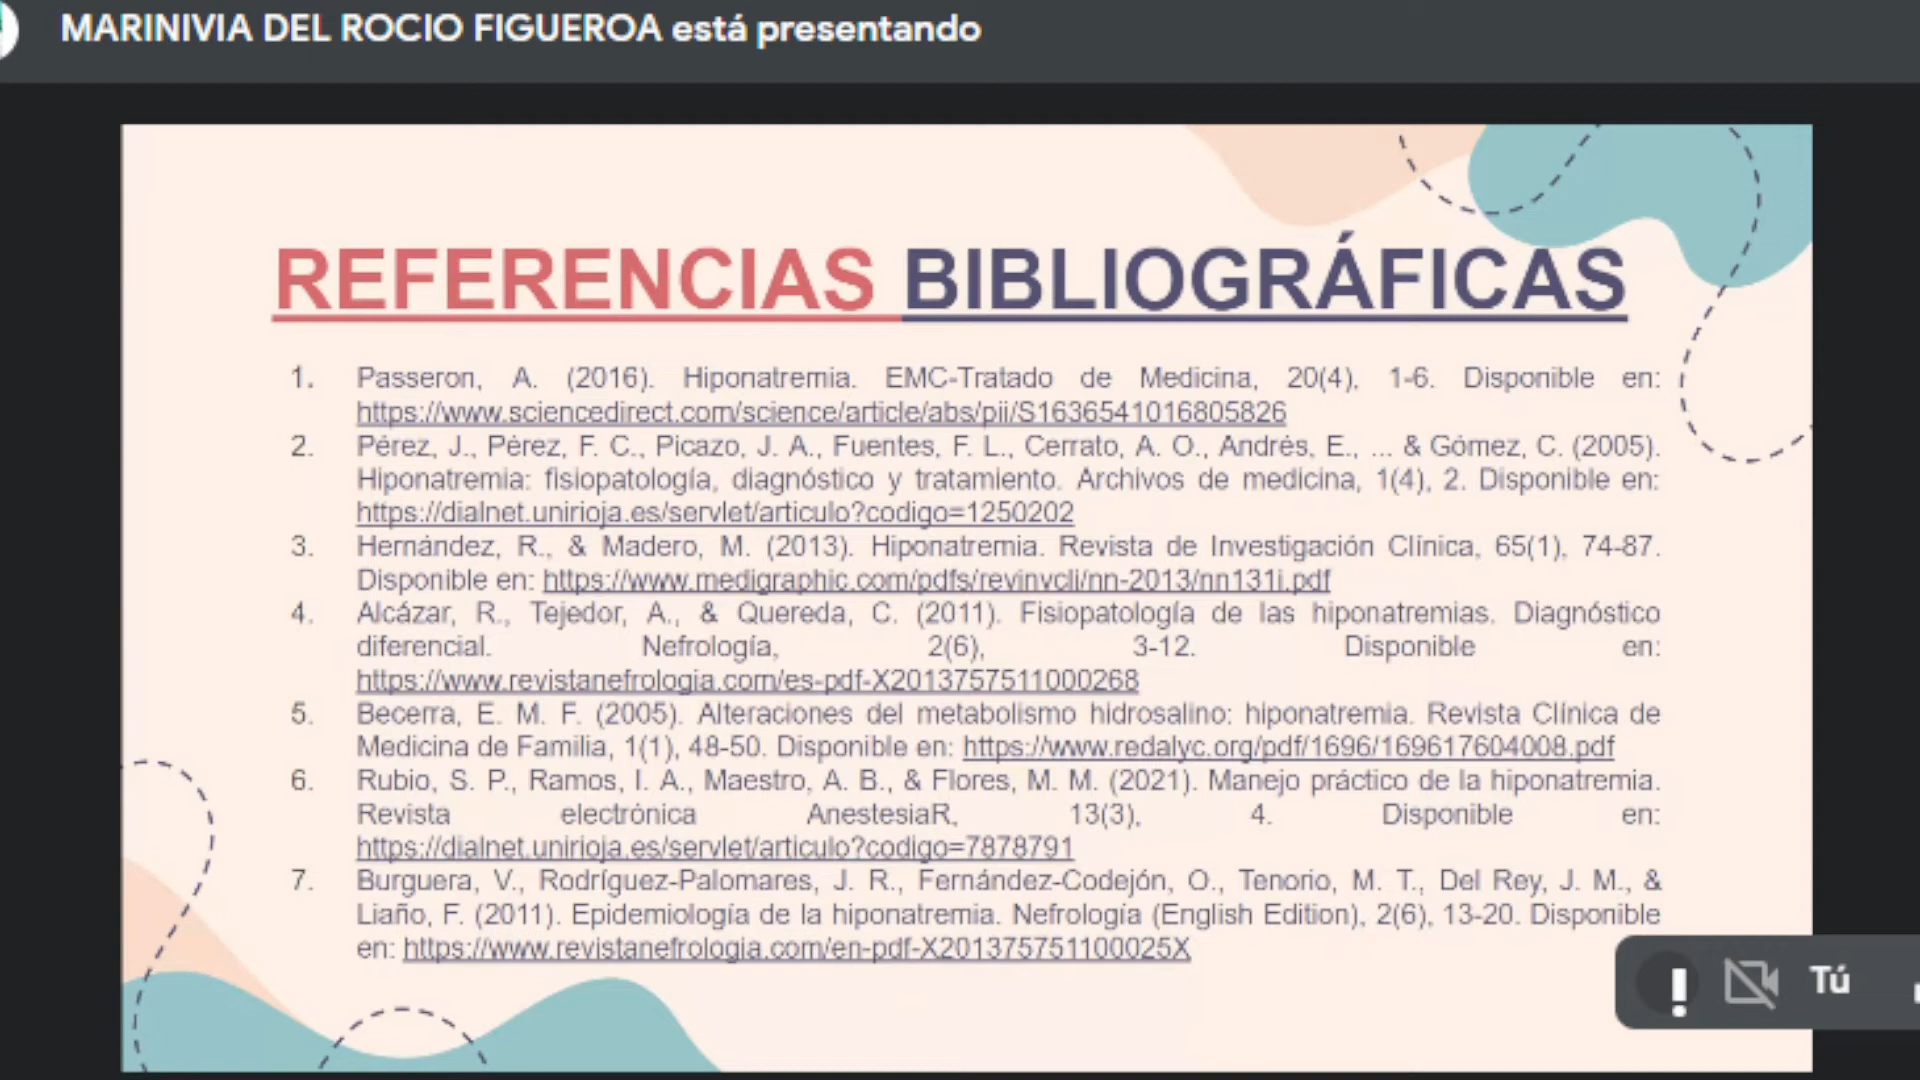 MARINIVIA DEL ROCIO FIGUEROA está presentando
REFERENCIAS BIBLIOGRÁFICAS
1. Passeron, A. (2016). Hiponatremia. EMC-Tratado de Medicina, 20(4), 1-6. Disponible en:
https://www.sciencedirect.com/science/article/abs/pii/S1636541016805826
2. Pérez, J., Pérez, F. C., Picazo, J. A., Fuentes, F. L., Cerrato, A. O., Andrés, E., ... & Gómez, C. (2005).
Hiponatremia: fisiopatología, diagnóstico y tratamiento. Archivos de medicina, 1(4), 2. Disponible en:
https://dialnet.unirioja.es/servlet/articulo?codigo=1250202
3. Hernández, R., & Madero, M. (2013). Hiponatremia. Revista de Investigación Clínica, 65(1), 74-87.
Disponible en: https://www.medigraphic.com/pdfs/revinvcli/nn-2013/nn131i.pdf
4. Alcázar, R., Tejedor, A., & Quereda, C. (2011). Fisiopatología de las hiponatremias. Diagnóstico
diferencial. Nefrología, 2(6), 3-12. Disponible en:
https://www.revistanefrologia.com/es-pdf-X2013757511000268
5. Becerra, E. M. F. (2005). Alteraciones del metabolismo hidrosalino: hiponatremia. Revista Clínica de
Medicina de Familia, 1(1), 48-50. Disponible en: https://www.redalyc.org/pdf/1696/169617604008.pdf
6. Rubio, S. P., Ramos, I. A., Maestro, A. B., & Flores, M. M. (2021). Manejo práctico de la hiponatremia.
Revista electrónica AnestesiaR, 13(3), 4. Disponible en:
https://dialnet.unirioja.es/servlet/articulo?codigo=7878791
7. Burguera, V., Rodríguez-Palomares, J. R., Fernández-Codejón, O., Tenorio, M. T., Del Rey, J. M., &
Liaño, F. (2011). Epidemiología de la hiponatremia. Nefrología (English Edition), 2(6), 13-20. Disponible
en: https://www.revistanefrologia.com/en-pdf-X201375751100025X
Tú